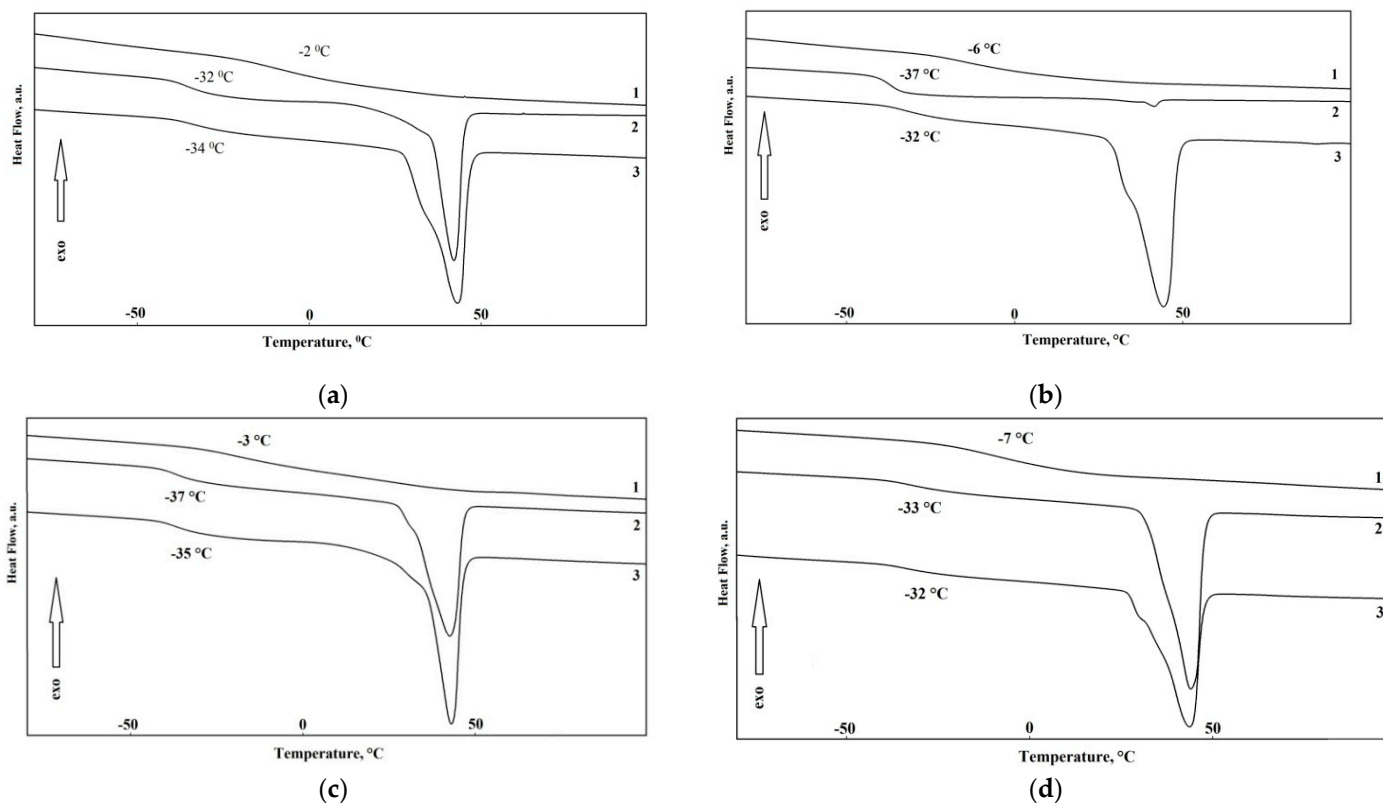 Heat Flow, a.u.
exo
-2 ⁰C
-32 ⁰C
-34 ⁰C
1
2
3
-50
0
50
Temperature, ⁰C
(a)
Heat Flow, a.u.
exo
-6 °C
-37 °C
-32 °C
1
2
3
-50
0
50
Temperature, °C
(b)
Heat Flow, a.u.
exo
-3 °C
-37 °C
-35 °C
1
2
3
-50
0
50
Temperature, °C
(c)
Heat Flow, a.u.
exo
-7 °C
-33 °C
-32 °C
1
2
3
-50
0
50
Temperature, °C
(d)